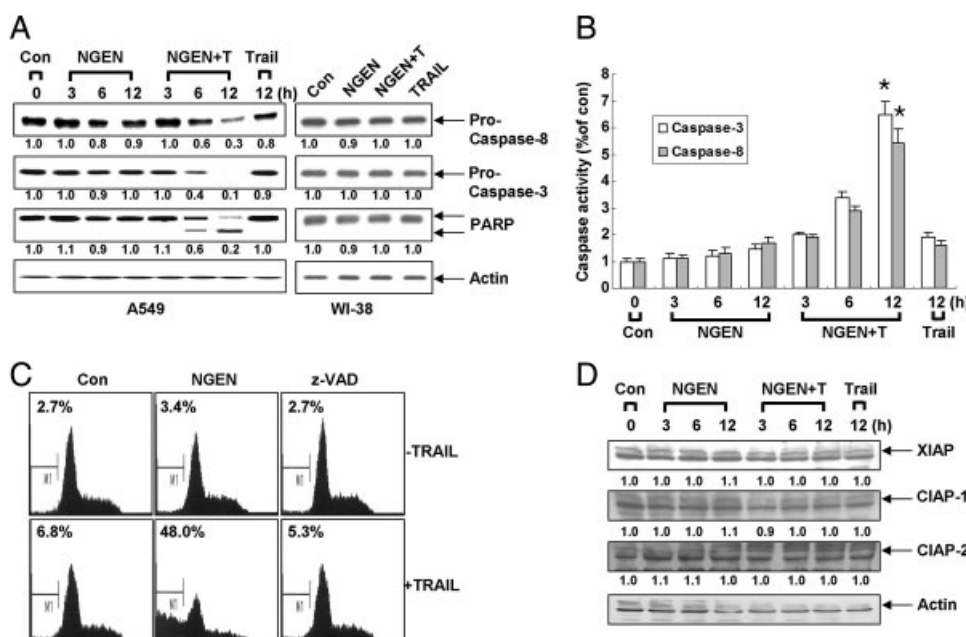 A
Con NGEN NGEN+T Trail
0 3 6 12 3 6 12 12 (h)
Con NGEN NGEN+T TRAIL
Pro-
Caspase-8
1.0 1.0 0.8 0.9 1.0 0.6 0.3 0.8 1.0 0.9 1.0 1.0
Pro-
Caspase-3
1.0 1.0 0.9 1.0 1.0 0.4 0.1 0.9 1.0 1.0 1.0 1.0
PARP
1.0 1.1 0.9 1.0 1.1 0.6 0.2 1.0 1.0 0.9 1.0 1.0
Actin
A549 WI-38
B
Caspase activity (%of con)
8
7
6
5
4
3
2
1
0
Caspase-3
Caspase-8
* *
0 3 6 12 3 6 12 12 (h)
Con NGEN NGEN+T Trail
C
Con NGEN z-VAD
2.7% 3.4% 2.7%
M1 M1 M1
-TRAIL
6.8% 48.0% 5.3%
M1 M1 M1
+TRAIL
D
Con NGEN NGEN+T Trail
0 3 6 12 3 6 12 12 (h)
XIAP
1.0 1.0 1.0 1.1 1.0 1.0 1.0 1.0
CIAP-1
1.0 1.0 1.0 1.1 0.9 1.0 1.0 1.0
CIAP-2
1.0 1.1 1.1 1.0 1.0 1.0 1.0 1.0
Actin